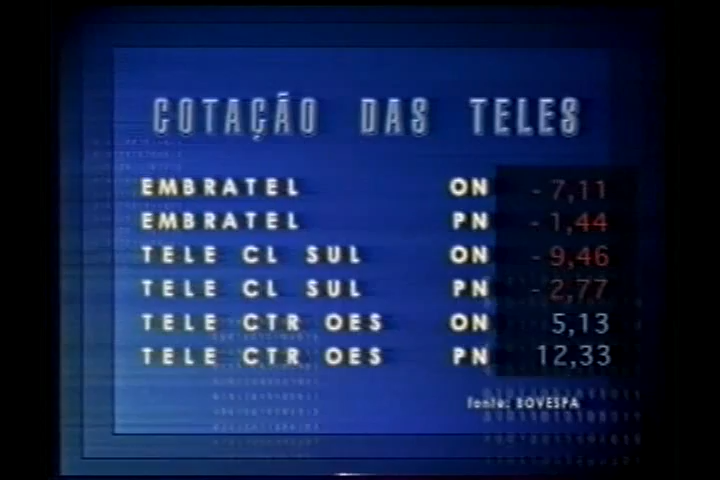 COTAÇÃO DAS TELES
EMBRATEL ON - 7,11
EMBRATEL PN - 1,44
TELE CL SUL ON - 9,46
TELE CL SUL PN - 2,77
TELE CTR OES ON 5,13
TELE CTR OES PN 12,33
fonte: BOVESPA